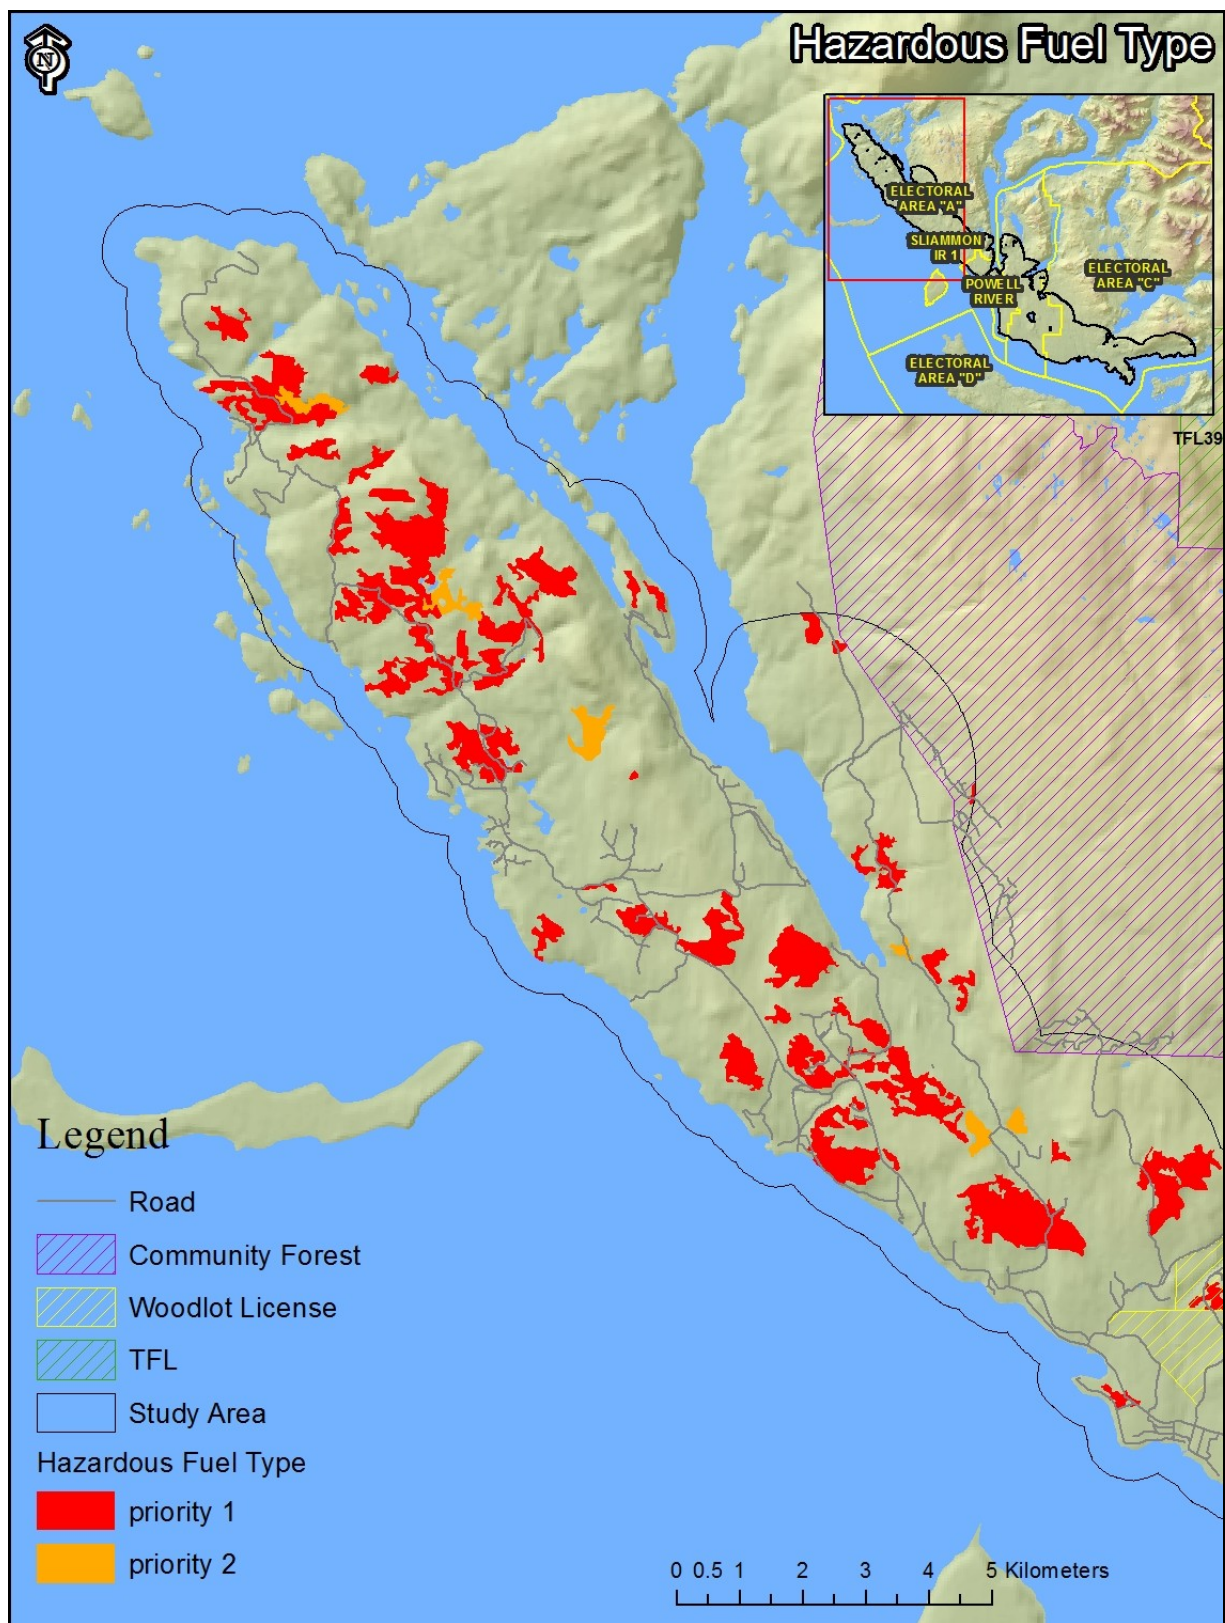 Hazardous Fuel Type
N
ELECTORAL
AREA "A"
SLIAMMON
IR 1
POWELL
RIVER
ELECTORAL
AREA "C"
ELECTORAL
AREA "D"
TFL39
Legend
Road
Community Forest
Woodlot License
TFL
Study Area
Hazardous Fuel Type
priority 1
priority 2
0 0.5 1 2 3 4 5 Kilometers